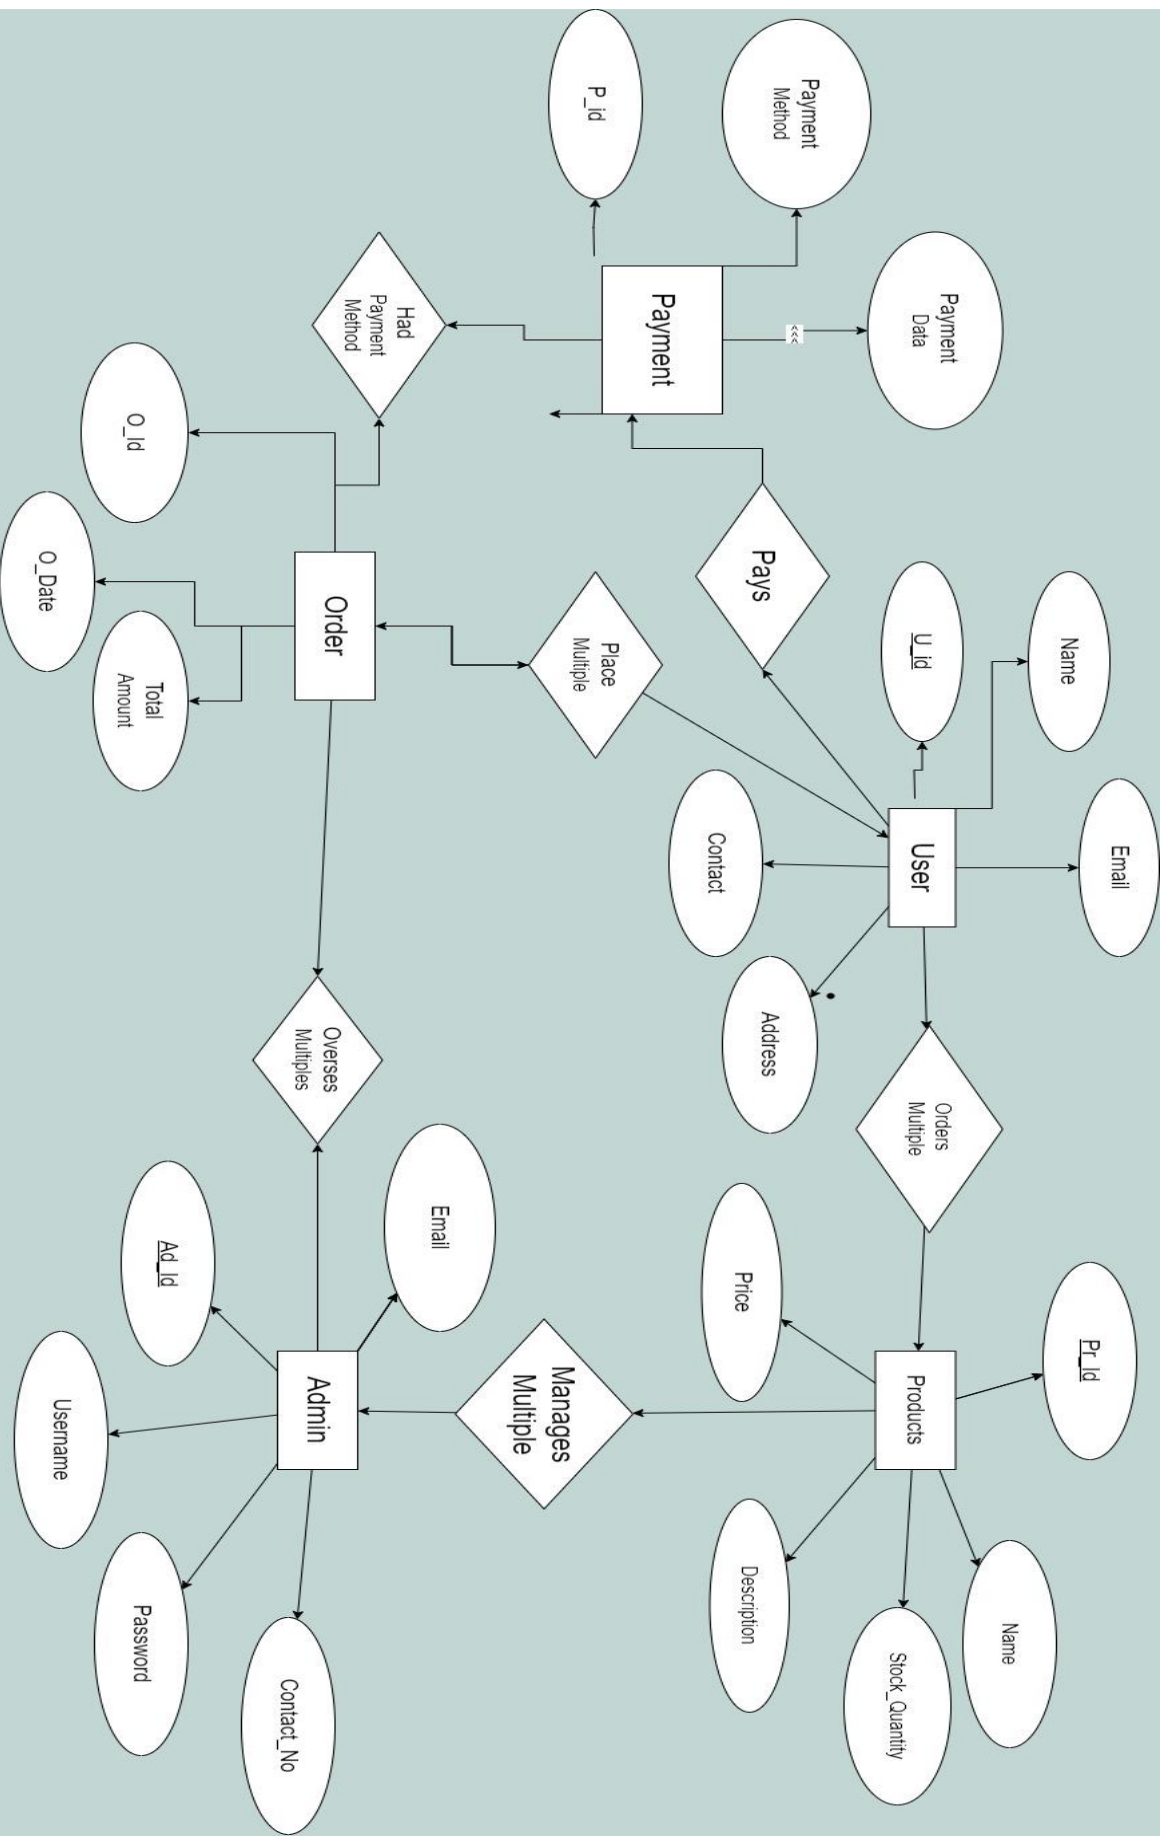 Email
Pr_Id
Name
Name
Payment
Data
Orders
Multiple
U_id
User
Products
Stock_Quantity
Payment
Method
<<<
Address
Pays
Description
Price
Contact
Payment
P_id
Place
Multiple
Manages
Multiple
Email
Had
Payment
Method
Order
Overses
Multiples
Admin
Contact_No
Ad_Id
Total
Amount
Password
O_Id
Username
O_Date